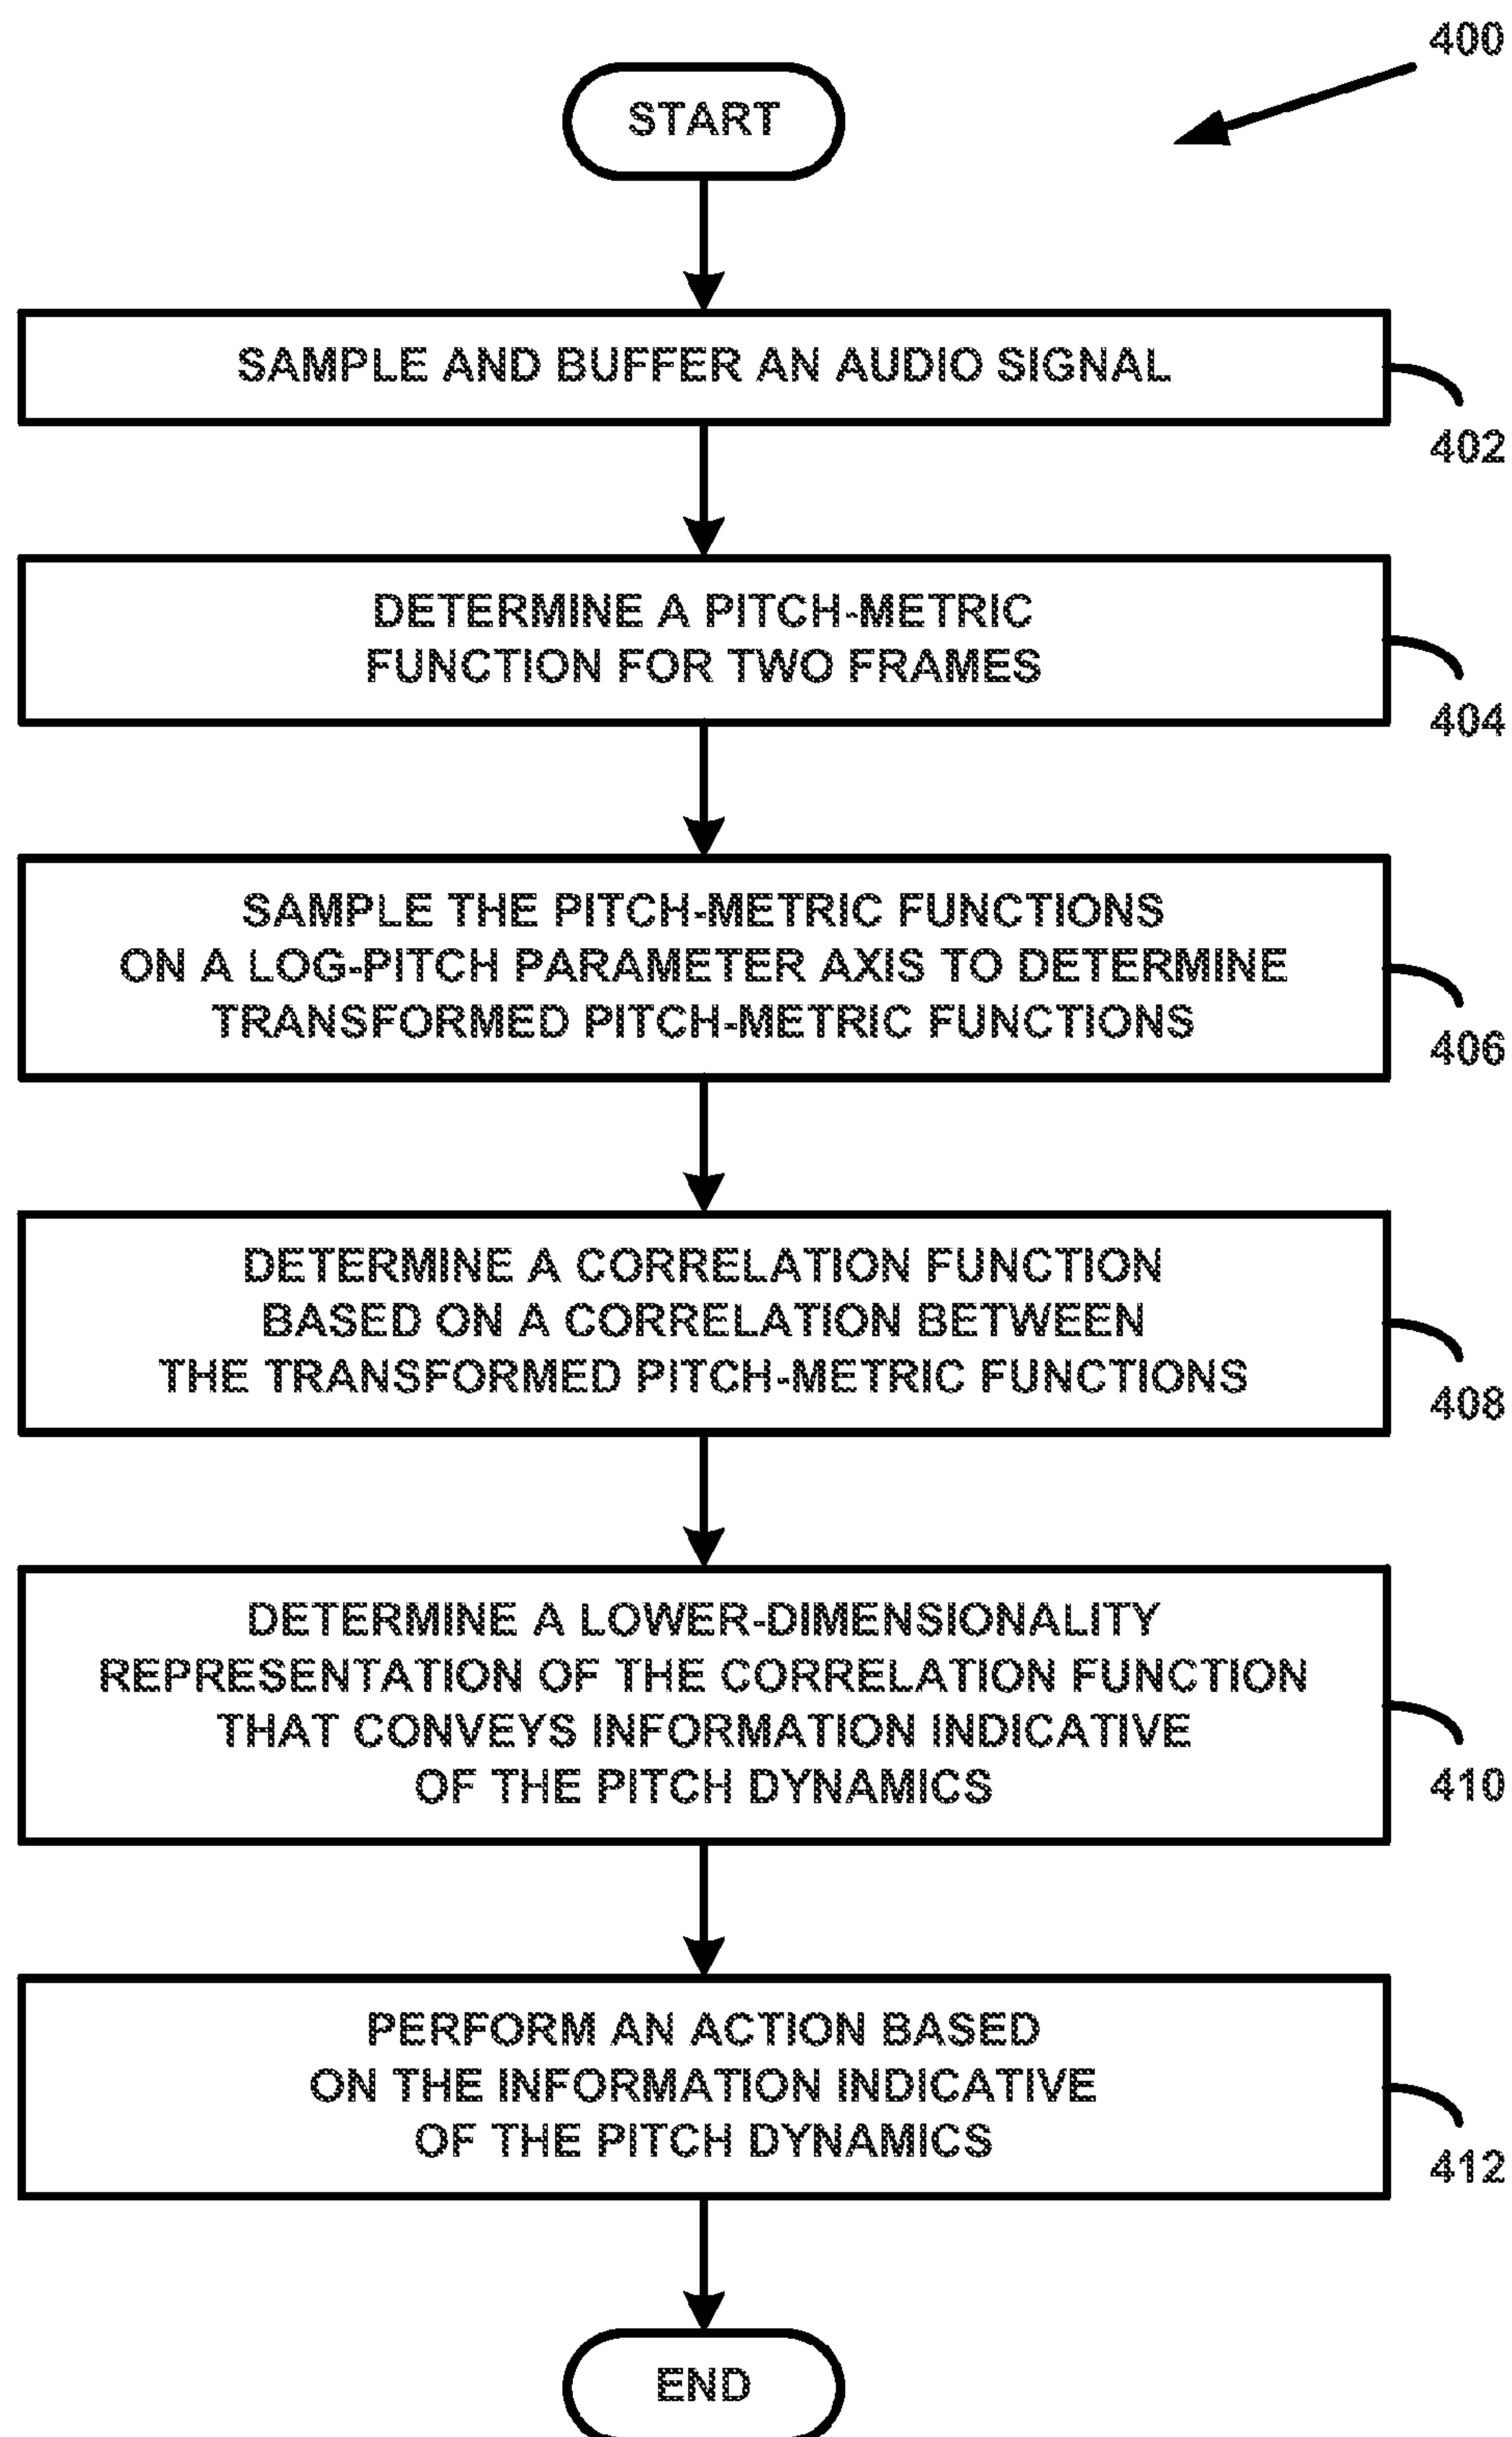 400
START
SAMPLE AND BUFFER AN AUDIO SIGNAL
402
DETERMINE A PITCH-METRIC
FUNCTION FOR TWO FRAMES
404
SAMPLE THE PITCH-METRIC FUNCTIONS
ON A LOG-PITCH PARAMETER AXIS TO DETERMINE
TRANSFORMED PITCH-METRIC FUNCTIONS
406
DETERMINE A CORRELATION FUNCTION
BASED ON A CORRELATION BETWEEN
THE TRANSFORMED PITCH-METRIC FUNCTIONS
408
DETERMINE A LOWER-DIMENSIONALITY
REPRESENTATION OF THE CORRELATION FUNCTION
THAT CONVEYS INFORMATION INDICATIVE
OF THE PITCH DYNAMICS
410
PERFORM AN ACTION BASED
ON THE INFORMATION INDICATIVE
OF THE PITCH DYNAMICS
412
END